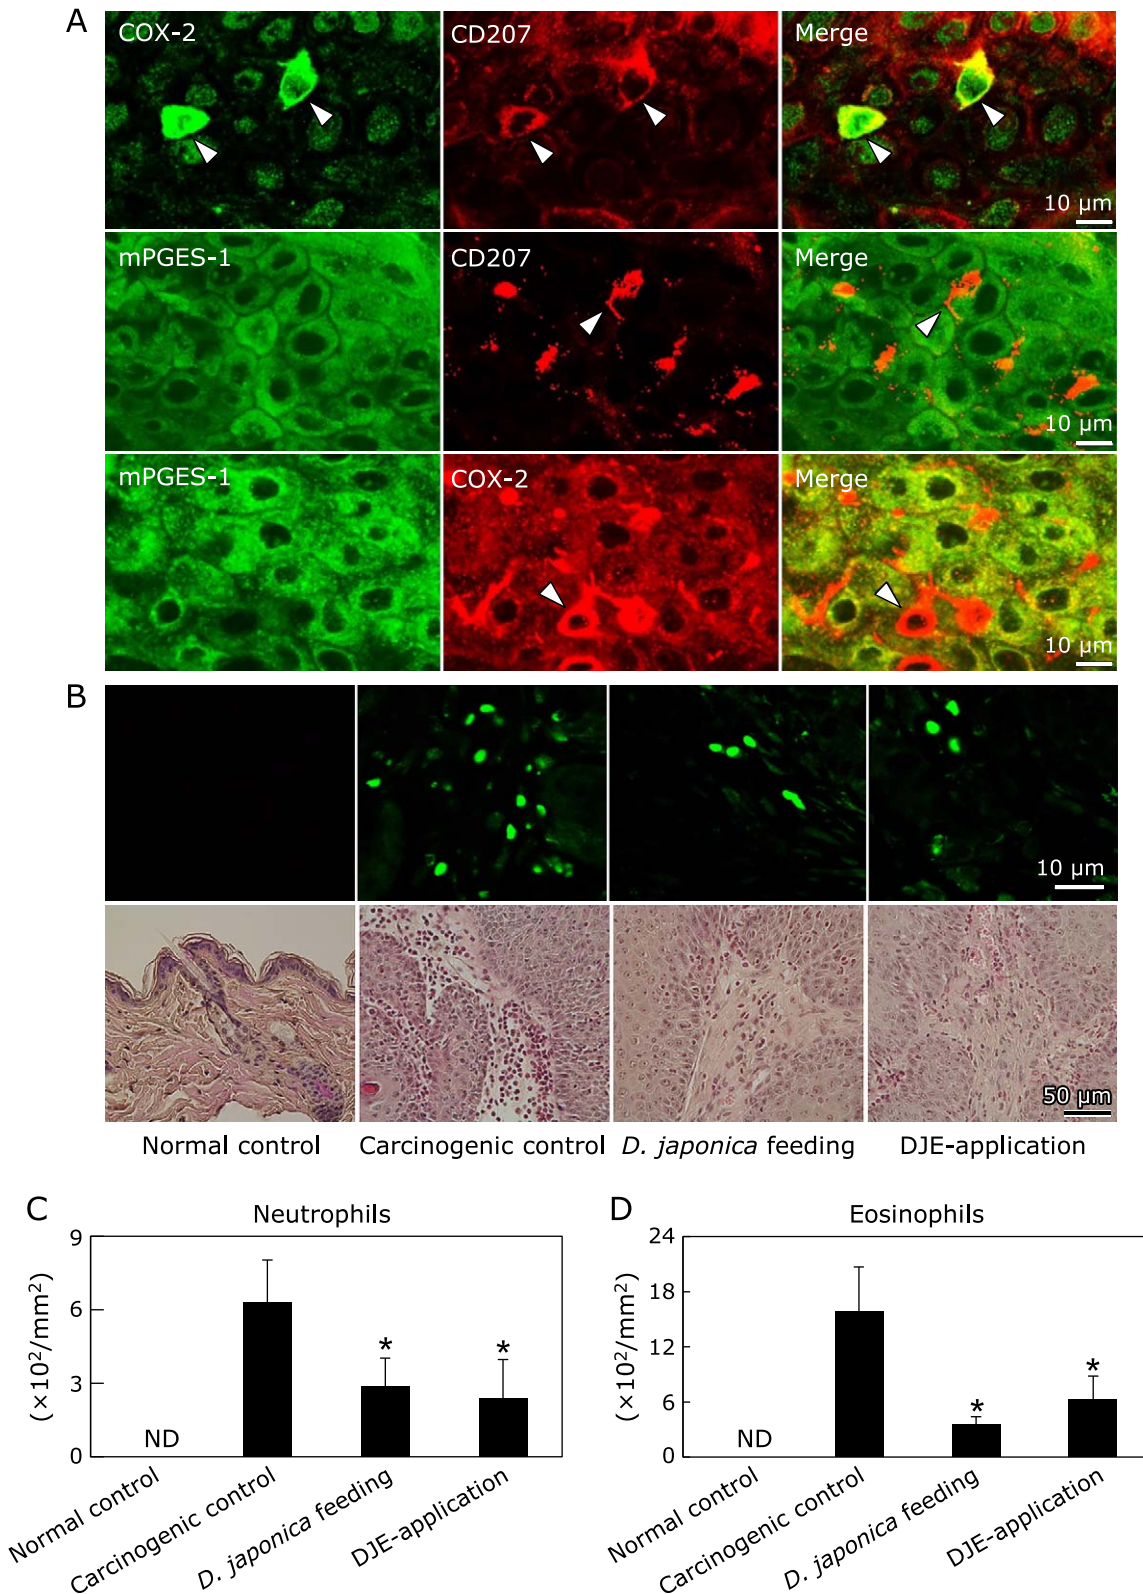 A
COX-2
CD207
Merge
10 µm
mPGES-1
CD207
Merge
10 µm
mPGES-1
COX-2
Merge
10 µm
B
10 µm
50 µm
Normal control
Carcinogenic control
D. japonica feeding
DJE-application
C
Neutrophils
(×10²/mm²)
9
6
3
0
ND
*
*
Normal control
Carcinogenic control
D. japonica feeding
DJE-application
D
Eosinophils
(×10²/mm²)
24
18
12
6
0
ND
*
*
Normal control
Carcinogenic control
D. japonica feeding
DJE-application